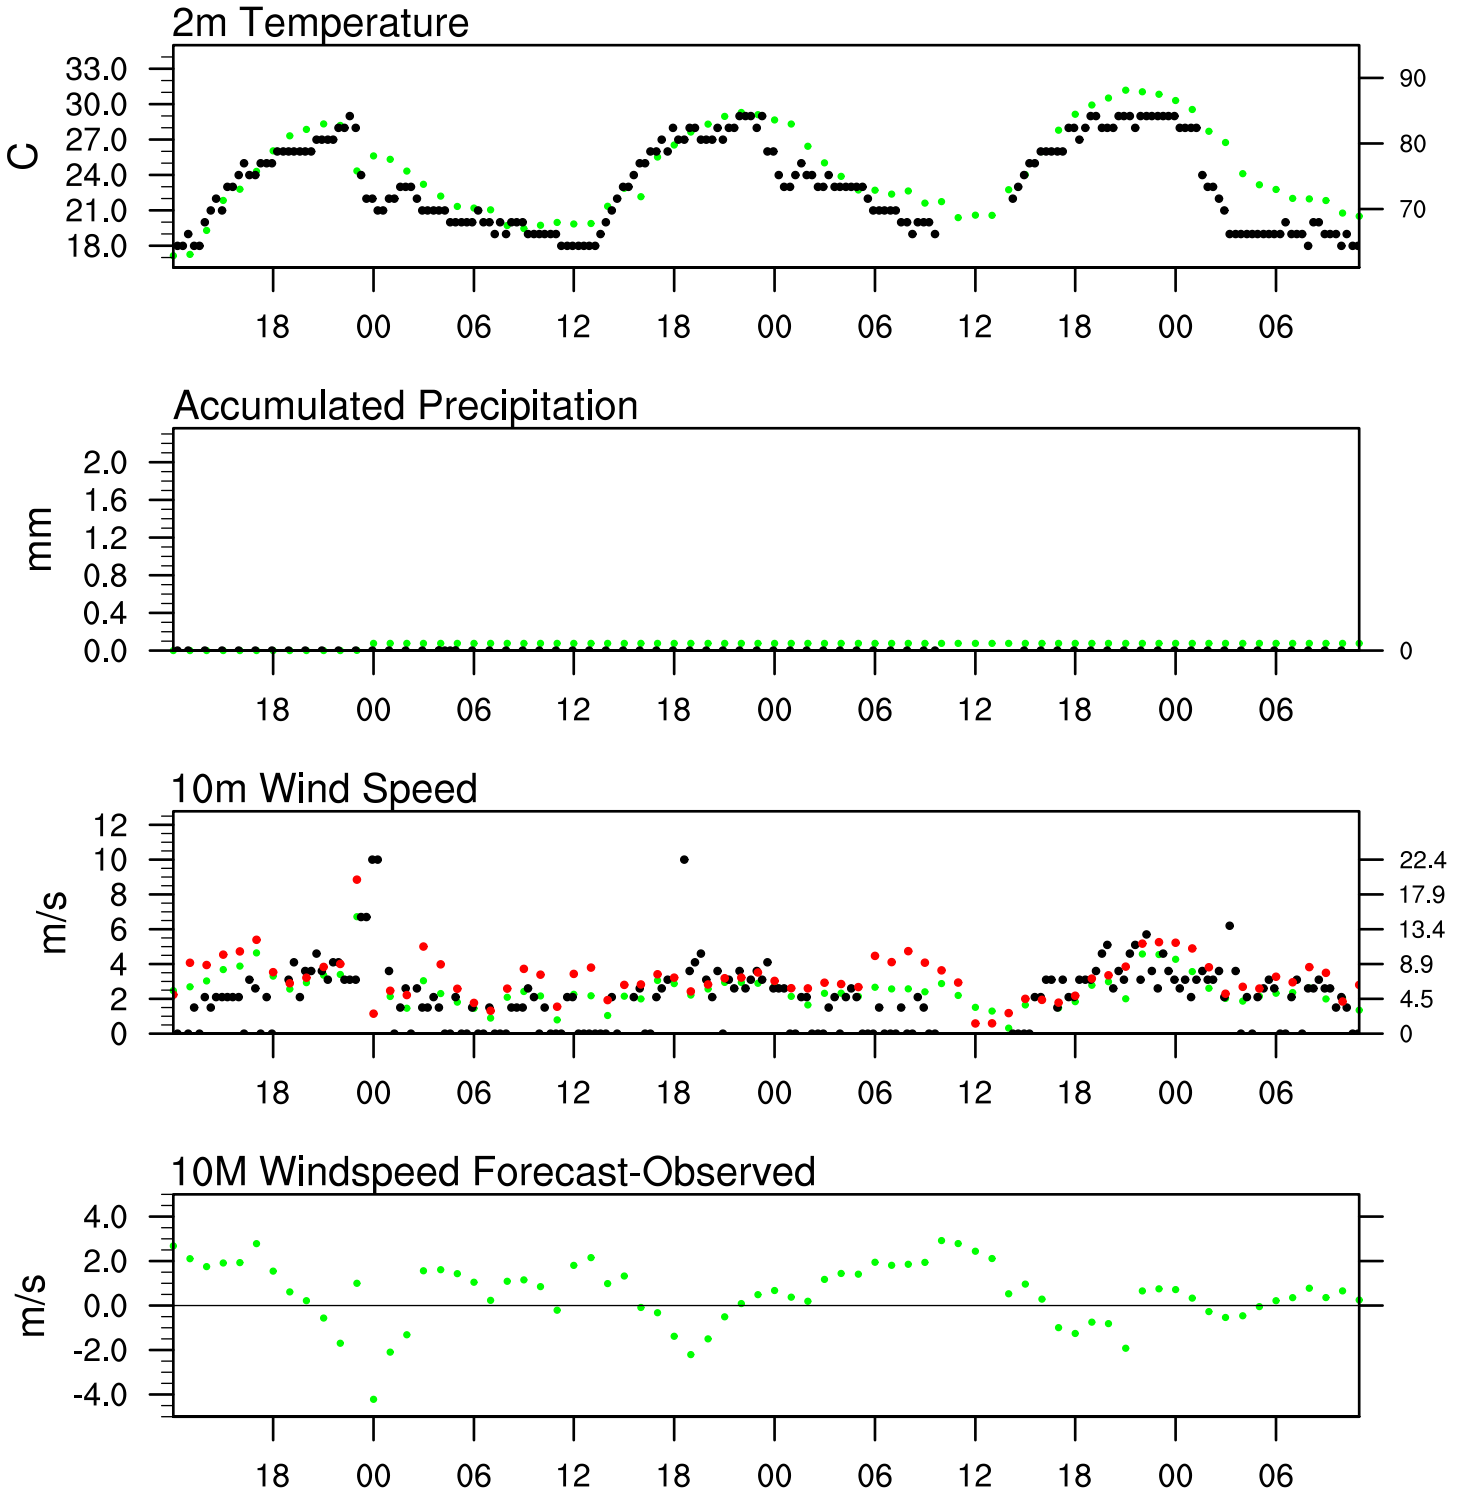 2m Temperature
33.0
30.0
27.0
24.0
21.0
18.0
C
90
80
70
18 00 06 12 18 00 06 12 18 00 06
Accumulated Precipitation
2.0
1.6
1.2
0.8
0.4
0.0
mm
0
18 00 06 12 18 00 06 12 18 00 06
10m Wind Speed
12
10
8
6
4
2
0
m/s
22.4
17.9
13.4
8.9
4.5
0
18 00 06 12 18 00 06 12 18 00 06
10M Windspeed Forecast-Observed
4.0
2.0
0.0
-2.0
-4.0
m/s
18 00 06 12 18 00 06 12 18 00 06